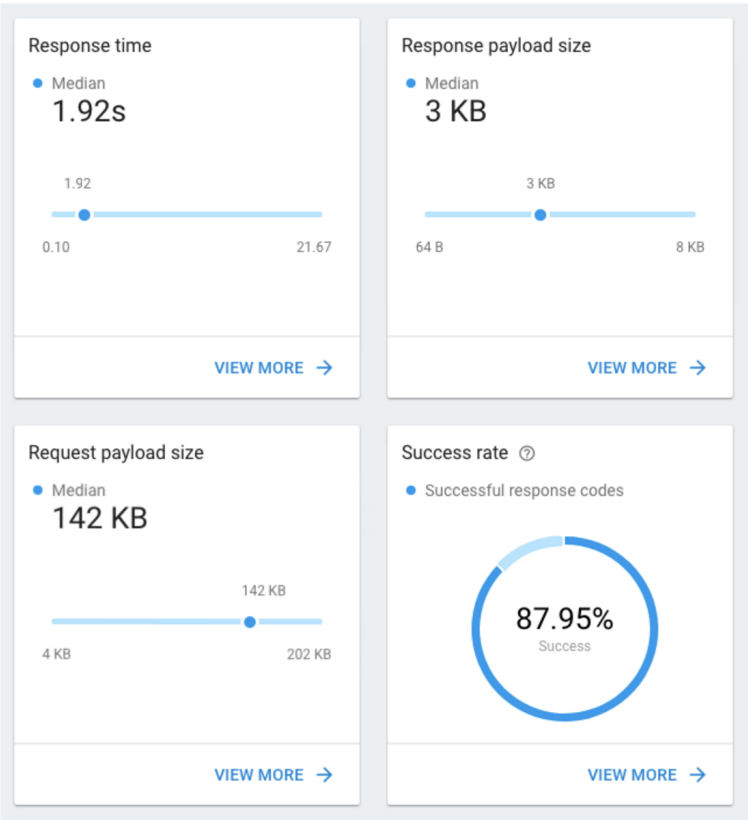 Response time
Median
1.92s
1.92
0.10 21.67
VIEW MORE
Response payload size
Median
3 KB
3 KB
64 B 8 KB
VIEW MORE
Request payload size
Median
142 KB
142 KB
4 KB 202 KB
VIEW MORE
Success rate ?
Successful response codes
87.95%
Success
VIEW MORE